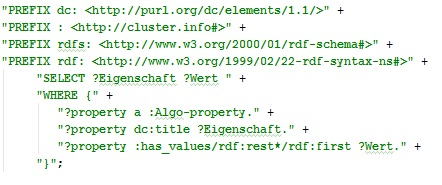 "PREFIX dc: <http://purl.org/dc/elements/1.1/>" +
"PREFIX : <http://cluster.info#>" +
"PREFIX rdfs: <http://www.w3.org/2000/01/rdf-schema#>" +
"PREFIX rdf: <http://www.w3.org/1999/02/22-rdf-syntax-ns#>" +
"SELECT ?Eigenschaft ?Wert " +
"WHERE {" +
"?property a :Algo-property." +
"?property dc:title ?Eigenschaft." +
"?property :has_values/rdf:rest*/rdf:first ?Wert." +
"}";